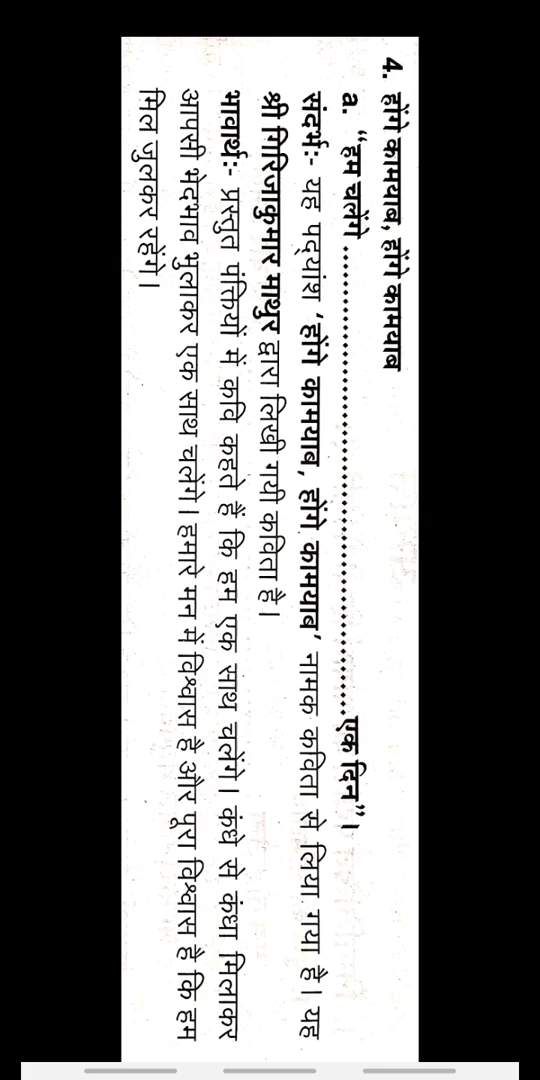 4. होंगे कामयाब, होंगे कामयाब
a. “हम चलेंगे ........................................................ एक दिन”।
संदर्भः- यह पद्यांश ‘होंगे कामयाब, होंगे कामयाब’ नामक कविता से लिया गया है। यह
श्री गिरिजाकुमार माथुर द्वारा लिखी गयी कविता है।
भावार्थः- प्रस्तुत पंक्तियों में कवि कहते हैं कि हम एक साथ चलेंगे। कंधे से कंधा मिलाकर
आपसी भेदभाव भुलाकर एक साथ चलेंगे। हमारे मन में विश्वास है और पूरा विश्वास है कि हम
मिल जुलकर रहेंगे।